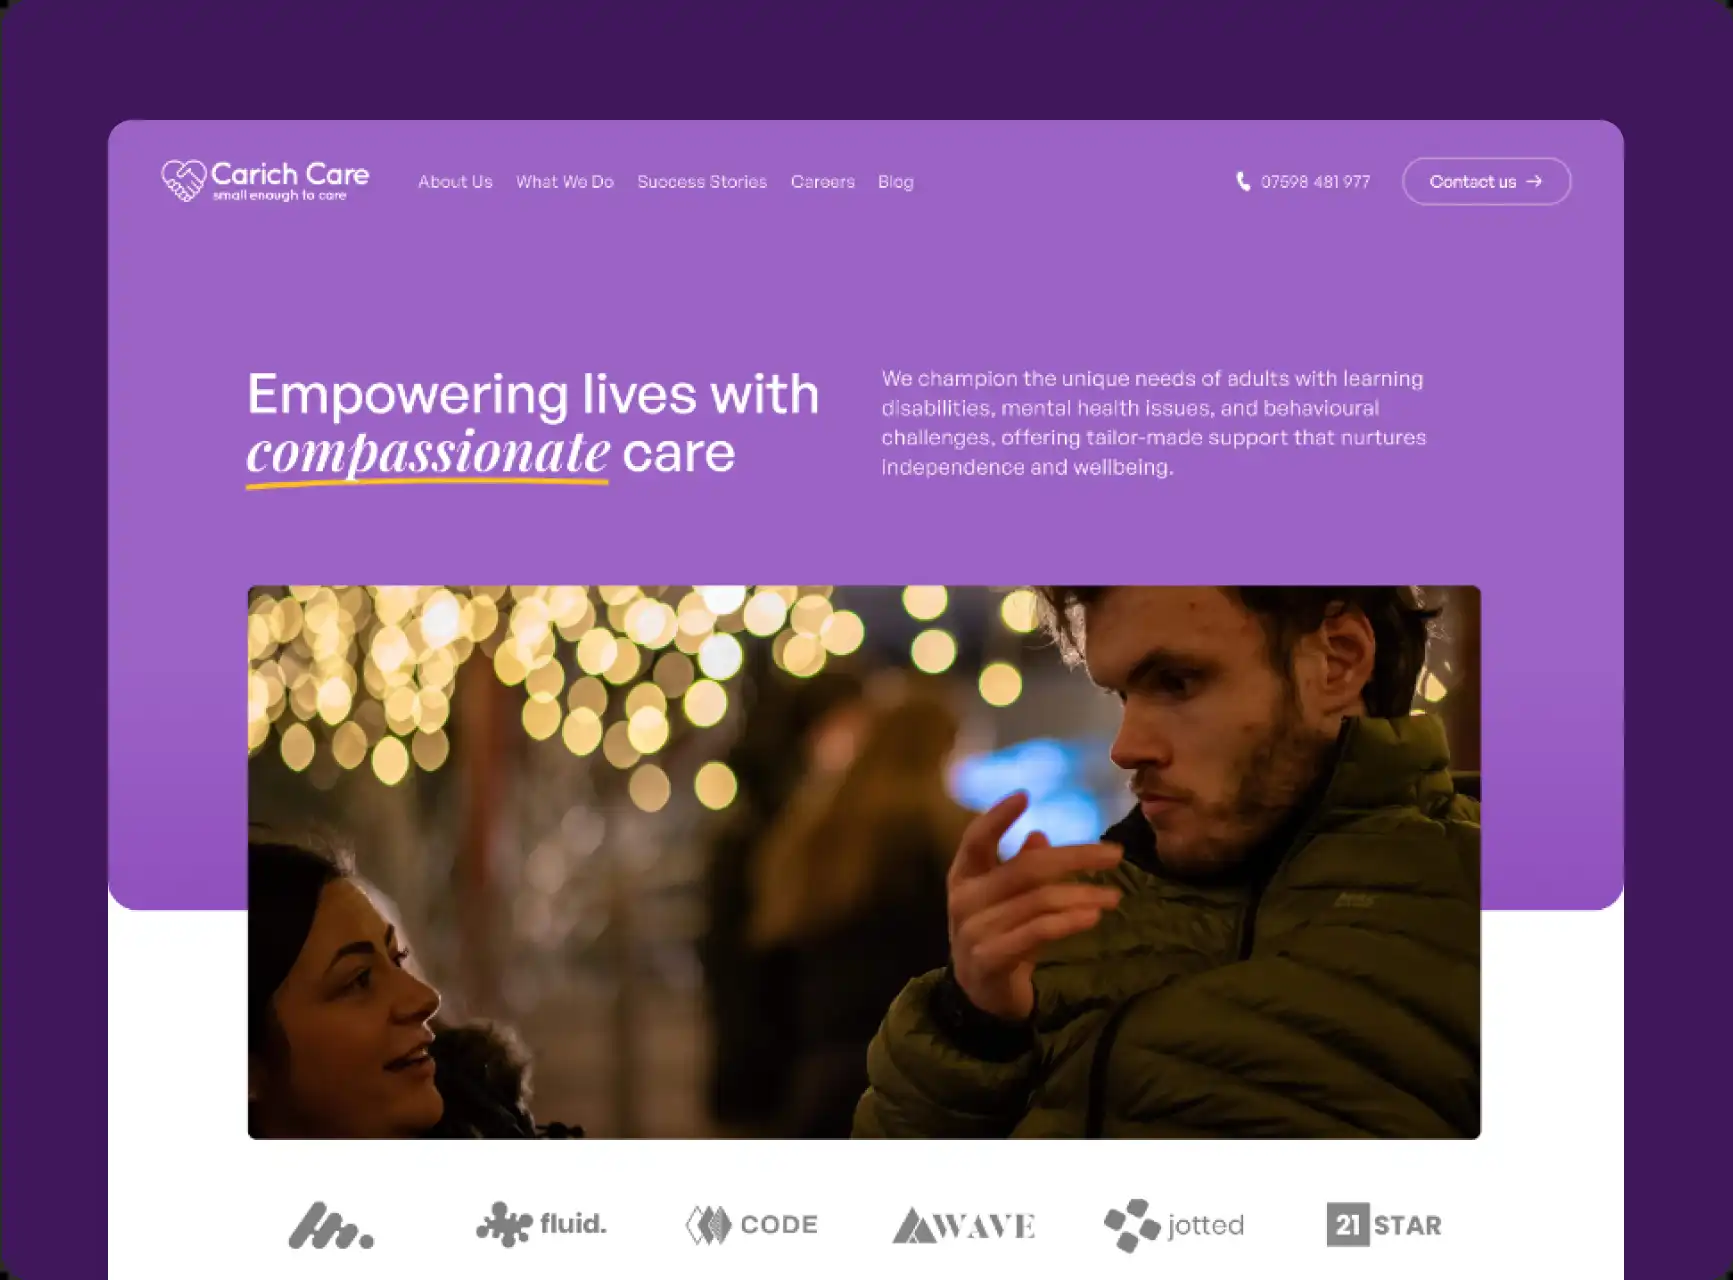 Carich Care
small enough to care
About Us
What We Do
Success Stories
Careers
Blog
07598 481 977
Contact us →
Empowering lives with
compassionate care
We champion the unique needs of adults with learning
disabilities, mental health issues, and behavioural
challenges, offering tailor-made support that nurtures
independence and wellbeing.
fluid.
CODE
WAVE
jotted
21 STAR